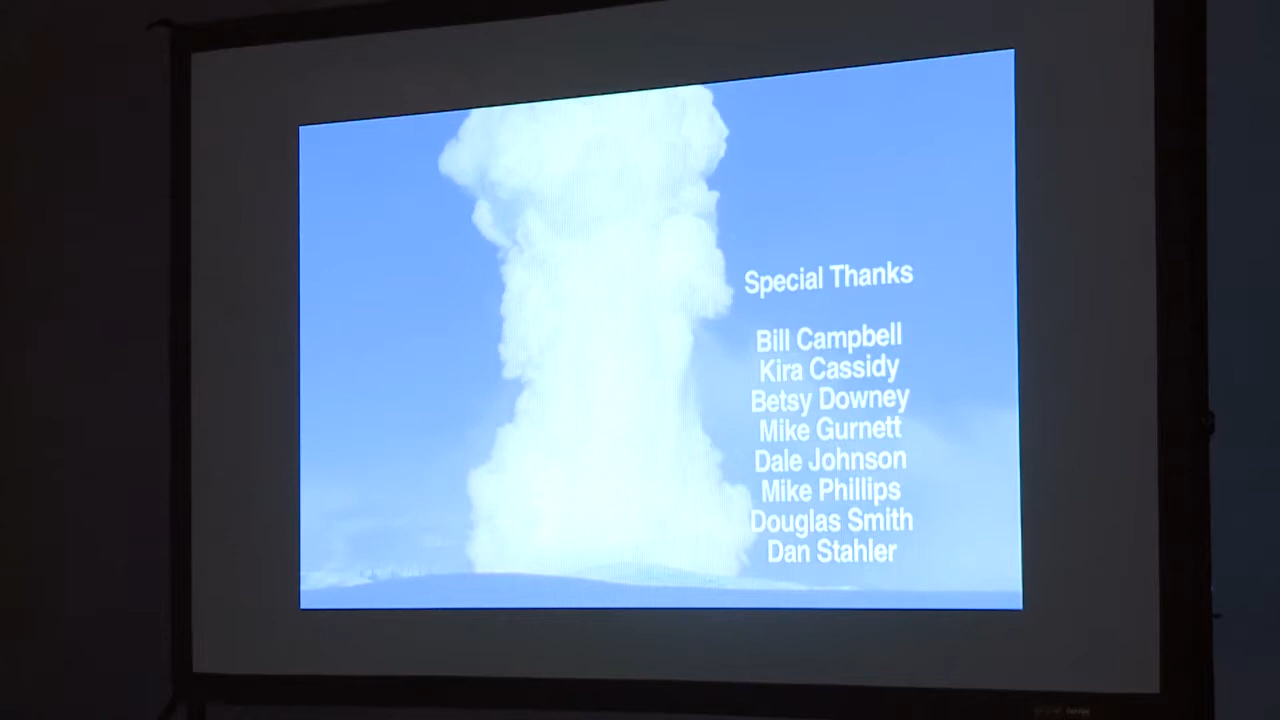 Special Thanks
Bill Campbell
Kira Cassidy
Betsy Downey
Mike Gurnett
Dale Johnson
Mike Phillips
Douglas Smith
Dan Stahler